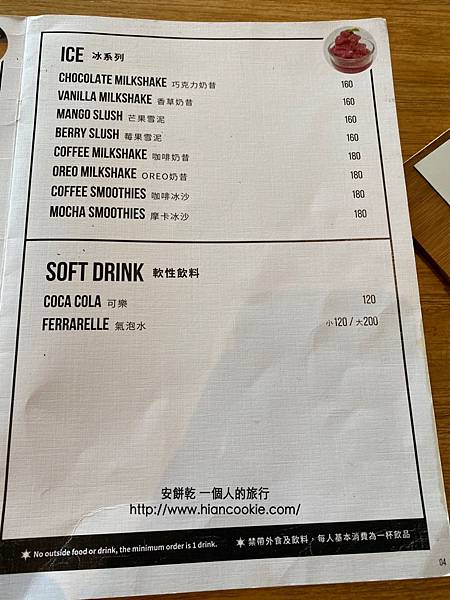 ICE 冰系列
CHOCOLATE MILKSHAKE 巧克力奶昔 160
VANILLA MILKSHAKE 香草奶昔 160
MANGO SLUSH 芒果雪泥 160
BERRY SLUSH 莓果雪泥 160
COFFEE MILKSHAKE 咖啡奶昔 180
OREO MILKSHAKE OREO奶昔 180
COFFEE SMOOTHIES 咖啡冰沙 180
MOCHA SMOOTHIES 摩卡冰沙 180
SOFT DRINK 軟性飲料
COCA COLA 可樂 120
FERRARELLE 氣泡水 小120 / 大200
安餅乾 一個人的旅行
http://www.hiancookie.com/
No outside food or drink, the minimum order is 1 drink. 禁帶外食及飲料，每人基本消費為一杯飲品
04